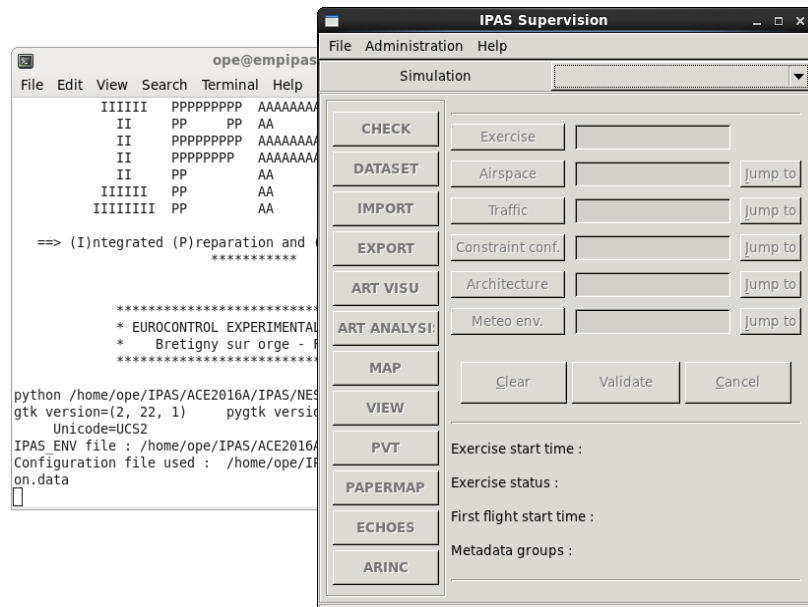 ope@empipas
File Edit View Search Terminal Help
IIIIII PPPPPPPPP AAAAAAAA
II PP PP AA
II PPPPPPPPP AAAAAAAA
II PPPPPPPP AAAAAAAA
II PP AA
IIIIII PP AA
IIIIIIII PP AA
==> (I)ntegrated (P)reparation and
***********
* EUROCONTROL EXPERIMENTAL
* Bretigny sur orge -
python /home/ope/IPAS/ACE2016A/IPAS/NES
gtk version=(2, 22, 1) pygtk versio
Unicode=UCS2
IPAS_ENV file : /home/ope/IPAS/ACE2016A
Configuration file used : /home/ope/IP
on.data
IPAS Supervision
File Administration Help
Simulation
CHECK
DATASET
IMPORT
EXPORT
ART VISU
ART ANALYSI
MAP
VIEW
PVT
PAPERMAP
ECHOES
ARINC
Exercise
Airspace Jump to
Traffic Jump to
Constraint conf. Jump to
Architecture Jump to
Meteo env. Jump to
Clear Validate Cancel
Exercise start time :
Exercise status :
First flight start time :
Metadata groups :